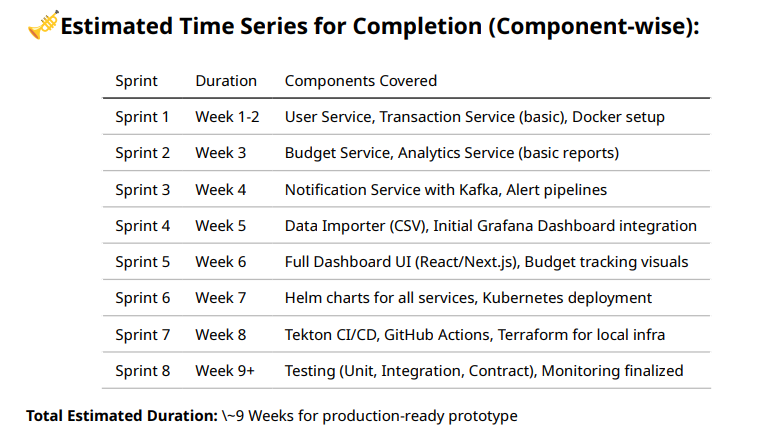 🎺Estimated Time Series for Completion (Component-wise):
Sprint Duration Components Covered
Sprint 1 Week 1-2 User Service, Transaction Service (basic), Docker setup
Sprint 2 Week 3 Budget Service, Analytics Service (basic reports)
Sprint 3 Week 4 Notification Service with Kafka, Alert pipelines
Sprint 4 Week 5 Data Importer (CSV), Initial Grafana Dashboard integration
Sprint 5 Week 6 Full Dashboard UI (React/Next.js), Budget tracking visuals
Sprint 6 Week 7 Helm charts for all services, Kubernetes deployment
Sprint 7 Week 8 Tekton CI/CD, GitHub Actions, Terraform for local infra
Sprint 8 Week 9+ Testing (Unit, Integration, Contract), Monitoring finalized
Total Estimated Duration: \~9 Weeks for production-ready prototype